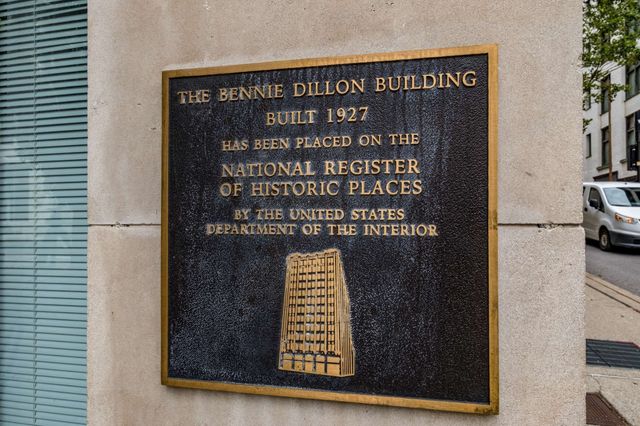 THE BENNIE DILLON BUILDING
BUILT 1927
HAS BEEN PLACED ON THE
NATIONAL REGISTER
OF HISTORIC PLACES
BY THE UNITED STATES
DEPARTMENT OF THE INTERIOR